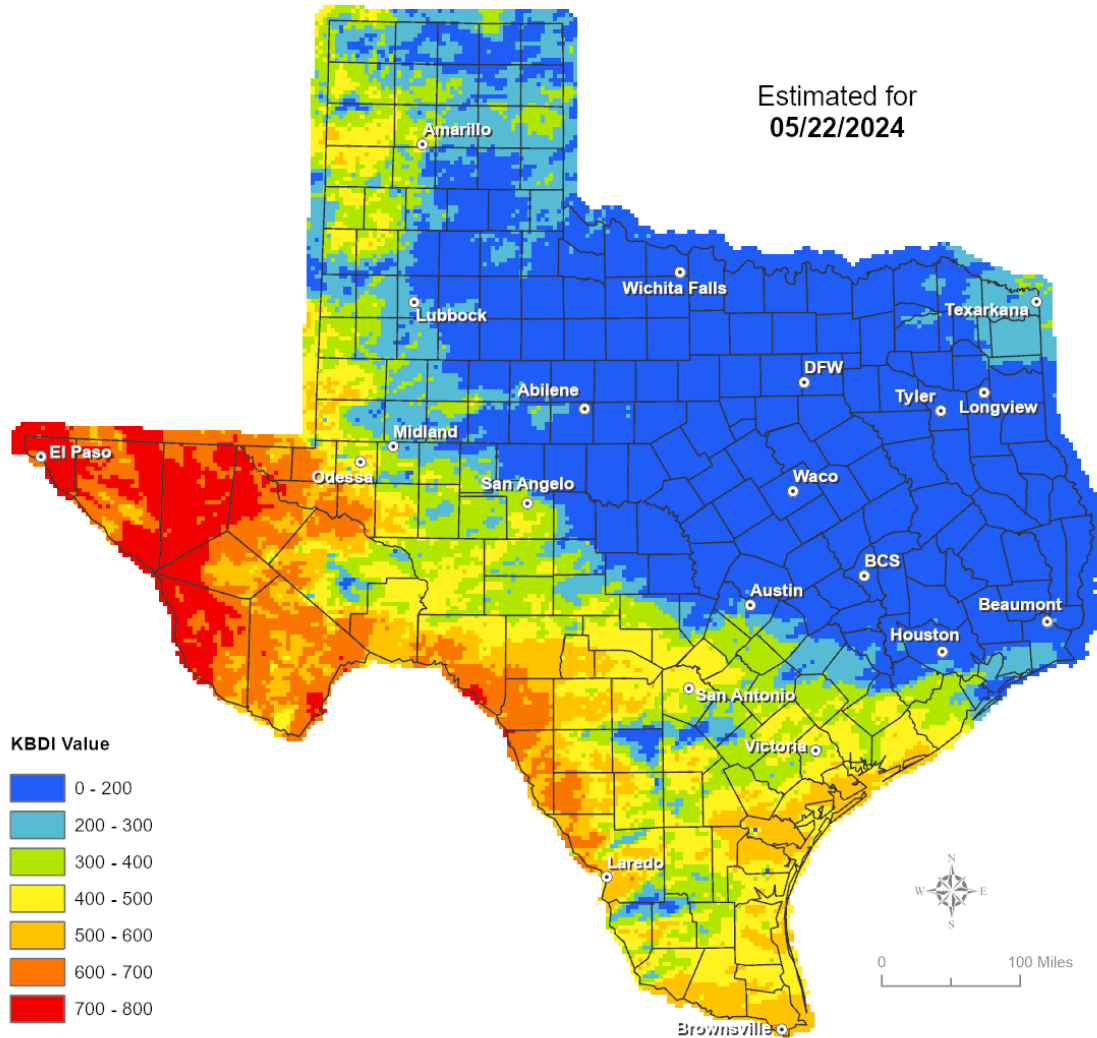 Estimated for
05/22/2024
Amarillo
Wichita Falls
Lubbock
Texarkana
DFW
Abilene
Tyler
Longview
Midland
El Paso
Odessa
San Angelo
Waco
BCS
Austin
Beaumont
Houston
San Antonio
Victoria
KBDI Value
0 - 200
200 - 300
300 - 400
400 - 500
500 - 600
600 - 700
700 - 800
Laredo
N
W E
S
0 100 Miles
Brownsville